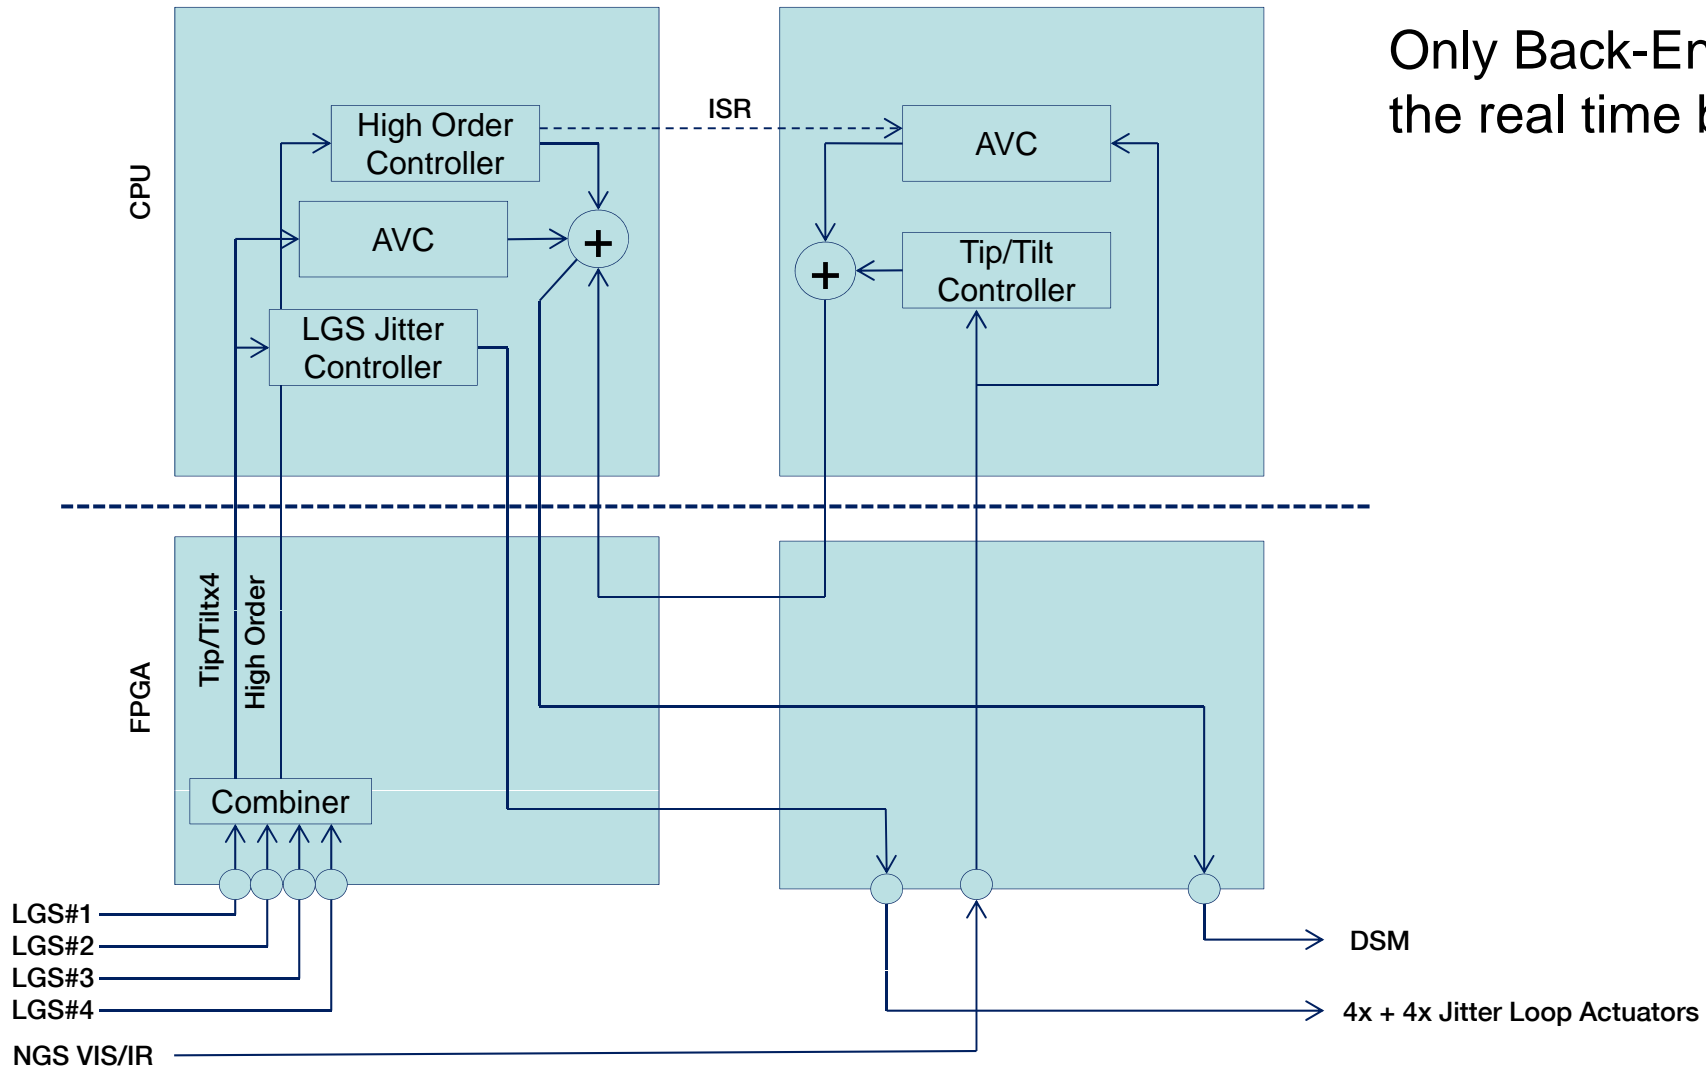 Only Back-En
the real time b
ISR
High Order
Controller
AVC
CPU
AVC
+
Tip/Tilt
Controller
+
LGS Jitter
Controller
Tip/Tiltx4
High Order
FPGA
Combiner
LGS#1
LGS#2
DSM
LGS#3
LGS#4
4x + 4x Jitter Loop Actuators
NGS VIS/IR